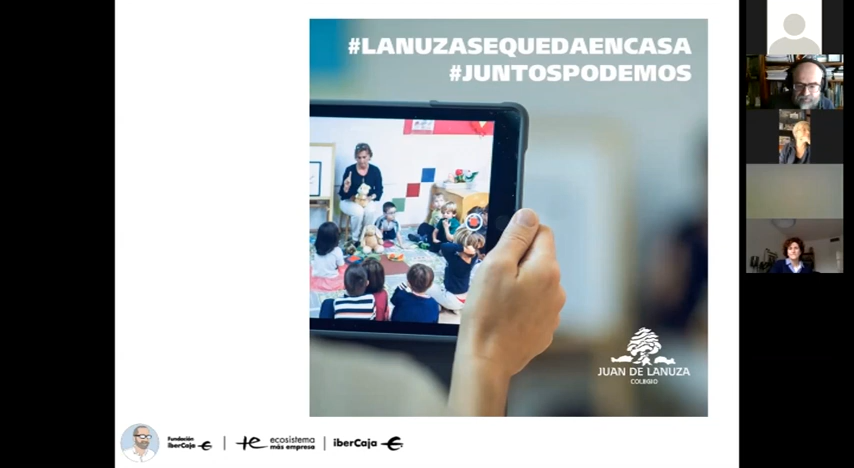 #LANUZASEQUEDAENCASA
#JUNTOSPODEMOS
JUAN DE LANUZA
COLEGIO
Fundación
iberCaja
ecosistema
más empresa
iberCaja